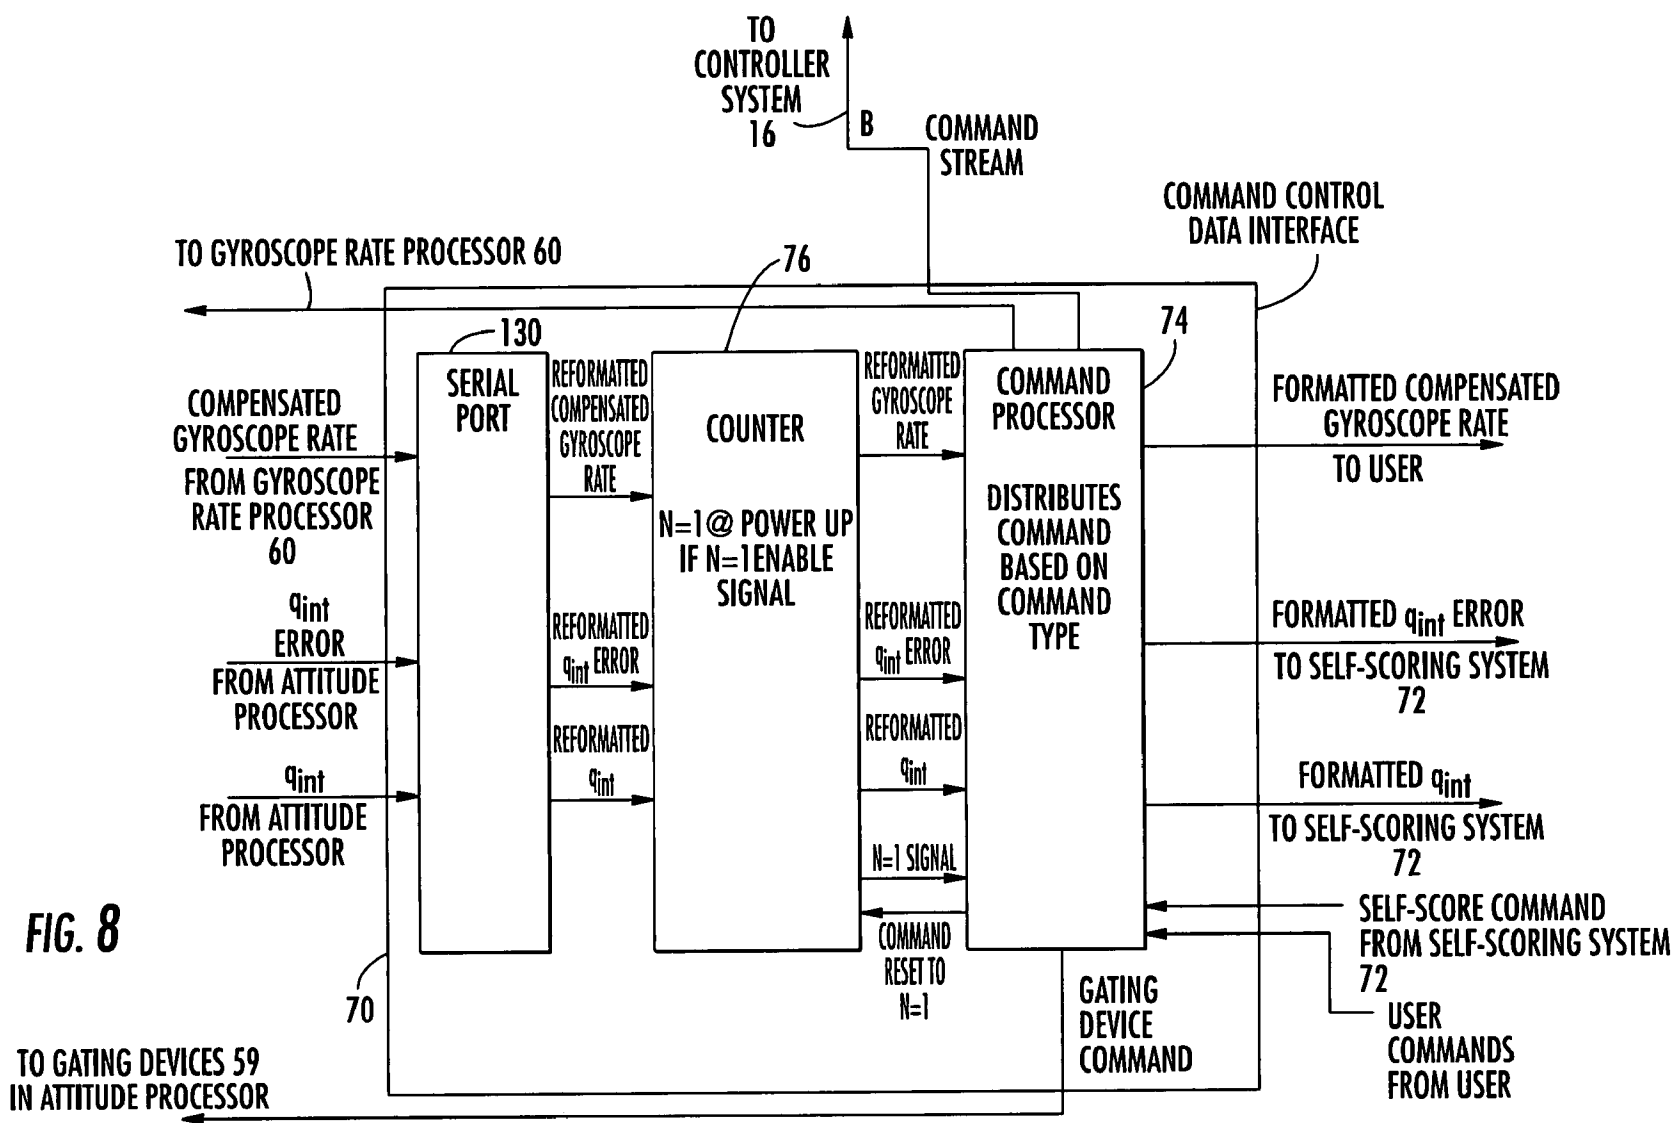 TO
CONTROLLER
SYSTEM
16
B
COMMAND
STREAM
COMMAND CONTROL
DATA INTERFACE
TO GYROSCOPE RATE PROCESSOR 60
76
130
74
SERIAL
PORT
REFORMATTED
COMPENSATED
GYROSCOPE
RATE
COUNTER
REFORMATTED
GYROSCOPE
RATE
COMMAND
PROCESSOR
COMPENSATED
GYROSCOPE RATE
FROM GYROSCOPE
RATE PROCESSOR
60
FORMATTED COMPENSATED
GYROSCOPE RATE
TO USER
N=1@ POWER UP
IF N=1ENABLE
SIGNAL
DISTRIBUTES
COMMAND
BASED ON
COMMAND
TYPE
qint
ERROR
FROM ATTITUDE
PROCESSOR
REFORMATTED
qint ERROR
REFORMATTED
qint ERROR
FORMATTED qint ERROR
TO SELF-SCORING SYSTEM
72
qint
FROM ATTITUDE
PROCESSOR
REFORMATTED
qint
REFORMATTED
qint
FORMATTED qint
TO SELF-SCORING SYSTEM
72
N=1 SIGNAL
COMMAND
RESET TO
N=1
SELF-SCORE COMMAND
FROM SELF-SCORING SYSTEM
72
USER
COMMANDS
FROM USER
GATING
DEVICE
COMMAND
FIG. 8
70
TO GATING DEVICES 59
IN ATTITUDE PROCESSOR